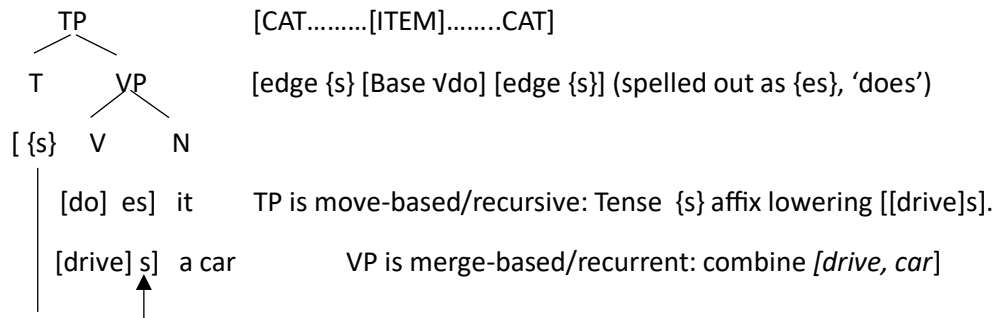 TP [CAT………[ITEM]……..CAT]
T VP [edge {s} [Base √do] [edge {s}] (spelled out as {es}, ‘does’)
[ {s} V N
[do] es] it TP is move-based/recursive: Tense {s} affix lowering [[drive]s].
[drive] s] a car VP is merge-based/recurrent: combine [drive, car]